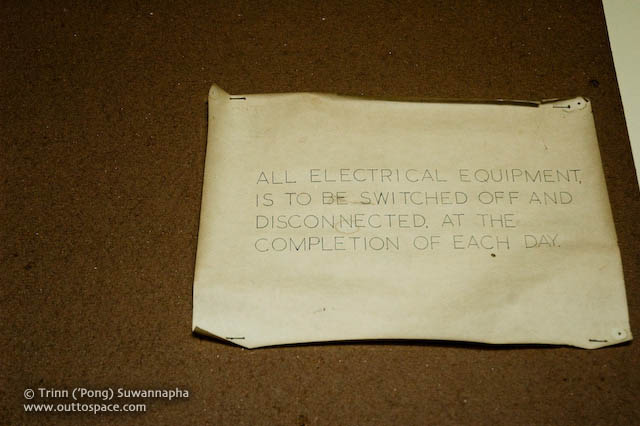 ALL ELECTRICAL EQUIPMENT,
IS TO BE SWITCHED OFF AND
DISCONNECTED, AT THE
COMPLETION OF EACH DAY.
© Trinn ('Pong) Suwannapha
www.outtospace.com